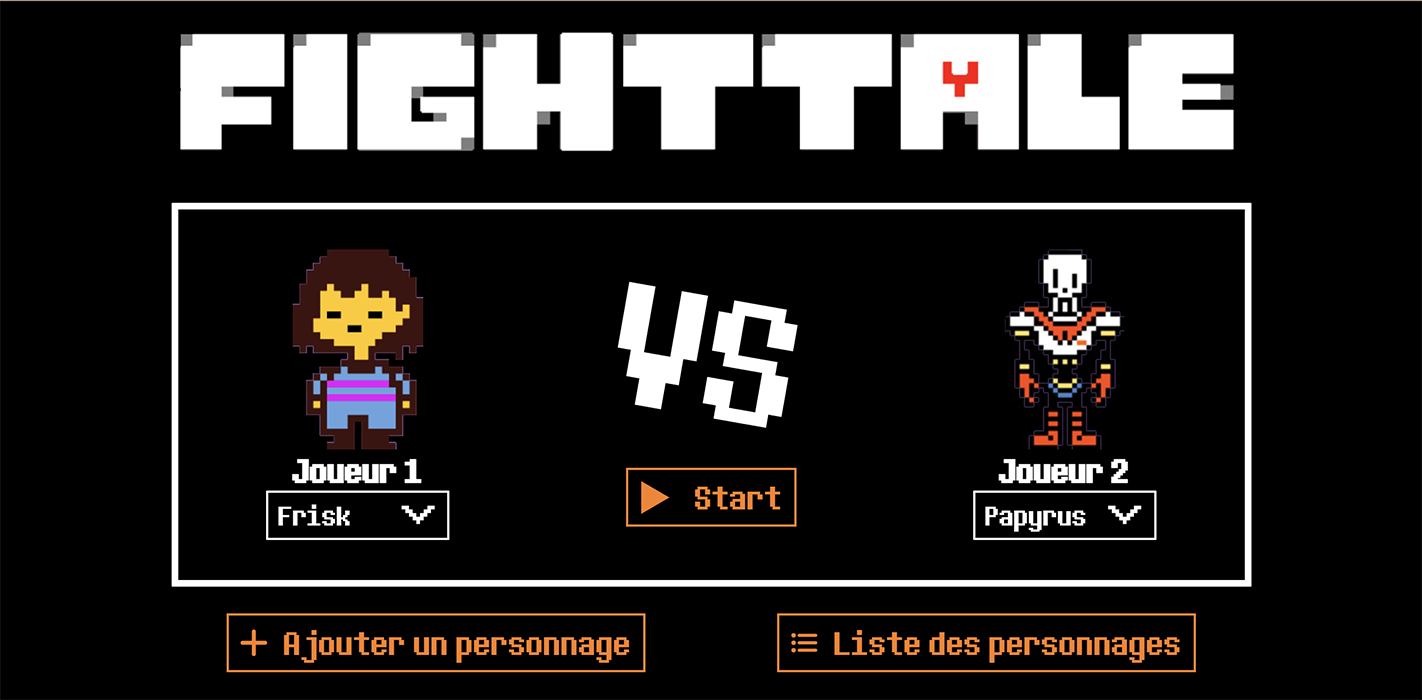 FIGHTTALE
VS
Joueur 1
Frisk
Start
Joueur 2
Papyrus
Ajouter un personnage
Liste des personnages